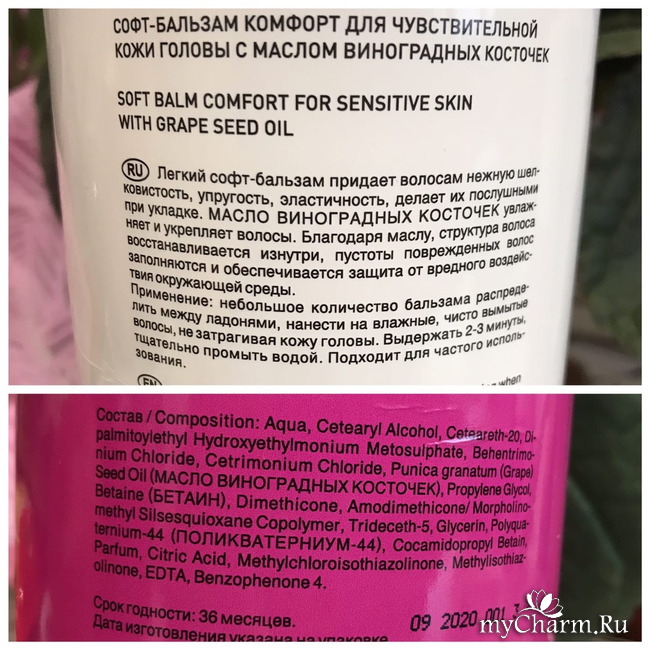 СОФТ-БАЛЬЗАМ КОМФОРТ ДЛЯ ЧУВСТВИТЕЛЬНОЙ
КОЖИ ГОЛОВЫ С МАСЛОМ ВИНОГРАДНЫХ КОСТОЧЕК
SOFT BALM COMFORT FOR SENSITIVE SKIN
WITH GRAPE SEED OIL
RU Легкий софт-бальзам придает волосам нежную шел-
ковистость, упругость, эластичность, делает их послушными
при укладке. МАСЛО ВИНОГРАДНЫХ КОСТОЧЕК увлаж-
няет и укрепляет волосы. Благодаря маслу, структура волоса
восстанавливается изнутри, пустоты поврежденных волос
заполняются и обеспечивается защита от вредного воздейс-
твия окружающей среды.
Применение: небольшое количество бальзама распреде-
лить между ладонями, нанести на влажные, чисто вымытые
волосы, не затрагивая кожу головы. Выдержать 2-3 минуты,
тщательно промыть водой. Подходит для частого исполь-
зования.
EN when
Состав / Composition: Aqua, Cetearyl Alcohol, Ceteareth-20, Di-
palmitoylethyl Hydroxyethylmonium Metosulphate, Behentrimo-
nium Chloride, Cetrimonium Chloride, Punica granatum (Grape)
Seed Oil (МАСЛО ВИНОГРАДНЫХ КОСТОЧЕК), Propylene Glycol,
Betaine (БЕТАИН), Dimethicone, Amodimethicone/ Morpholino-
methyl Silsesquioxane Copolymer, Trideceth-5, Glycerin, Polyqua-
ternium-44 (ПОЛИКВАТЕРНИУМ-44), Cocamidopropyl Betain,
Parfum, Citric Acid, Methylchloroisothiazolinone, Methylisothiaz-
olinone, EDTA, Benzophenone 4.
Срок годности: 36 месяцев.
Дата изготовления указана на упаковке
09 2020 001 3
myCharm.Ru